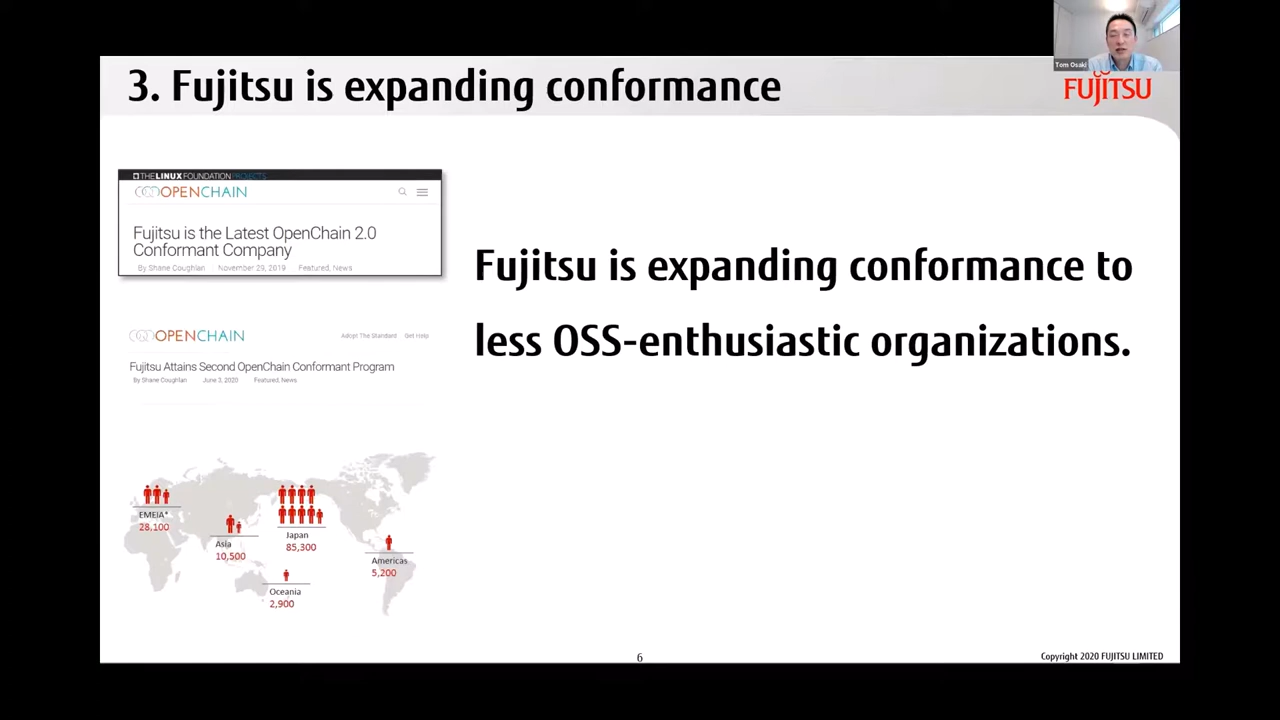 3. Fujitsu is expanding conformance
Tom Osaki
FUJITSU
THE LINUX FOUNDATION PROJECTS
OPENCHAIN
Fujitsu is the Latest OpenChain 2.0
Conformant Company
By Shane Coughlan November 29, 2019 Featured, News
Fujitsu is expanding conformance to
less OSS-enthusiastic organizations.
OPENCHAIN
Adopt The Standard Get Help
Fujitsu Attains Second OpenChain Conformant Program
By Shane Coughlan June 3, 2020 Featured, News
EMEIA*
28,100
Asia
10,500
Japan
85,300
Americas
5,200
Oceania
2,900
6
Copyright 2020 FUJITSU LIMITED